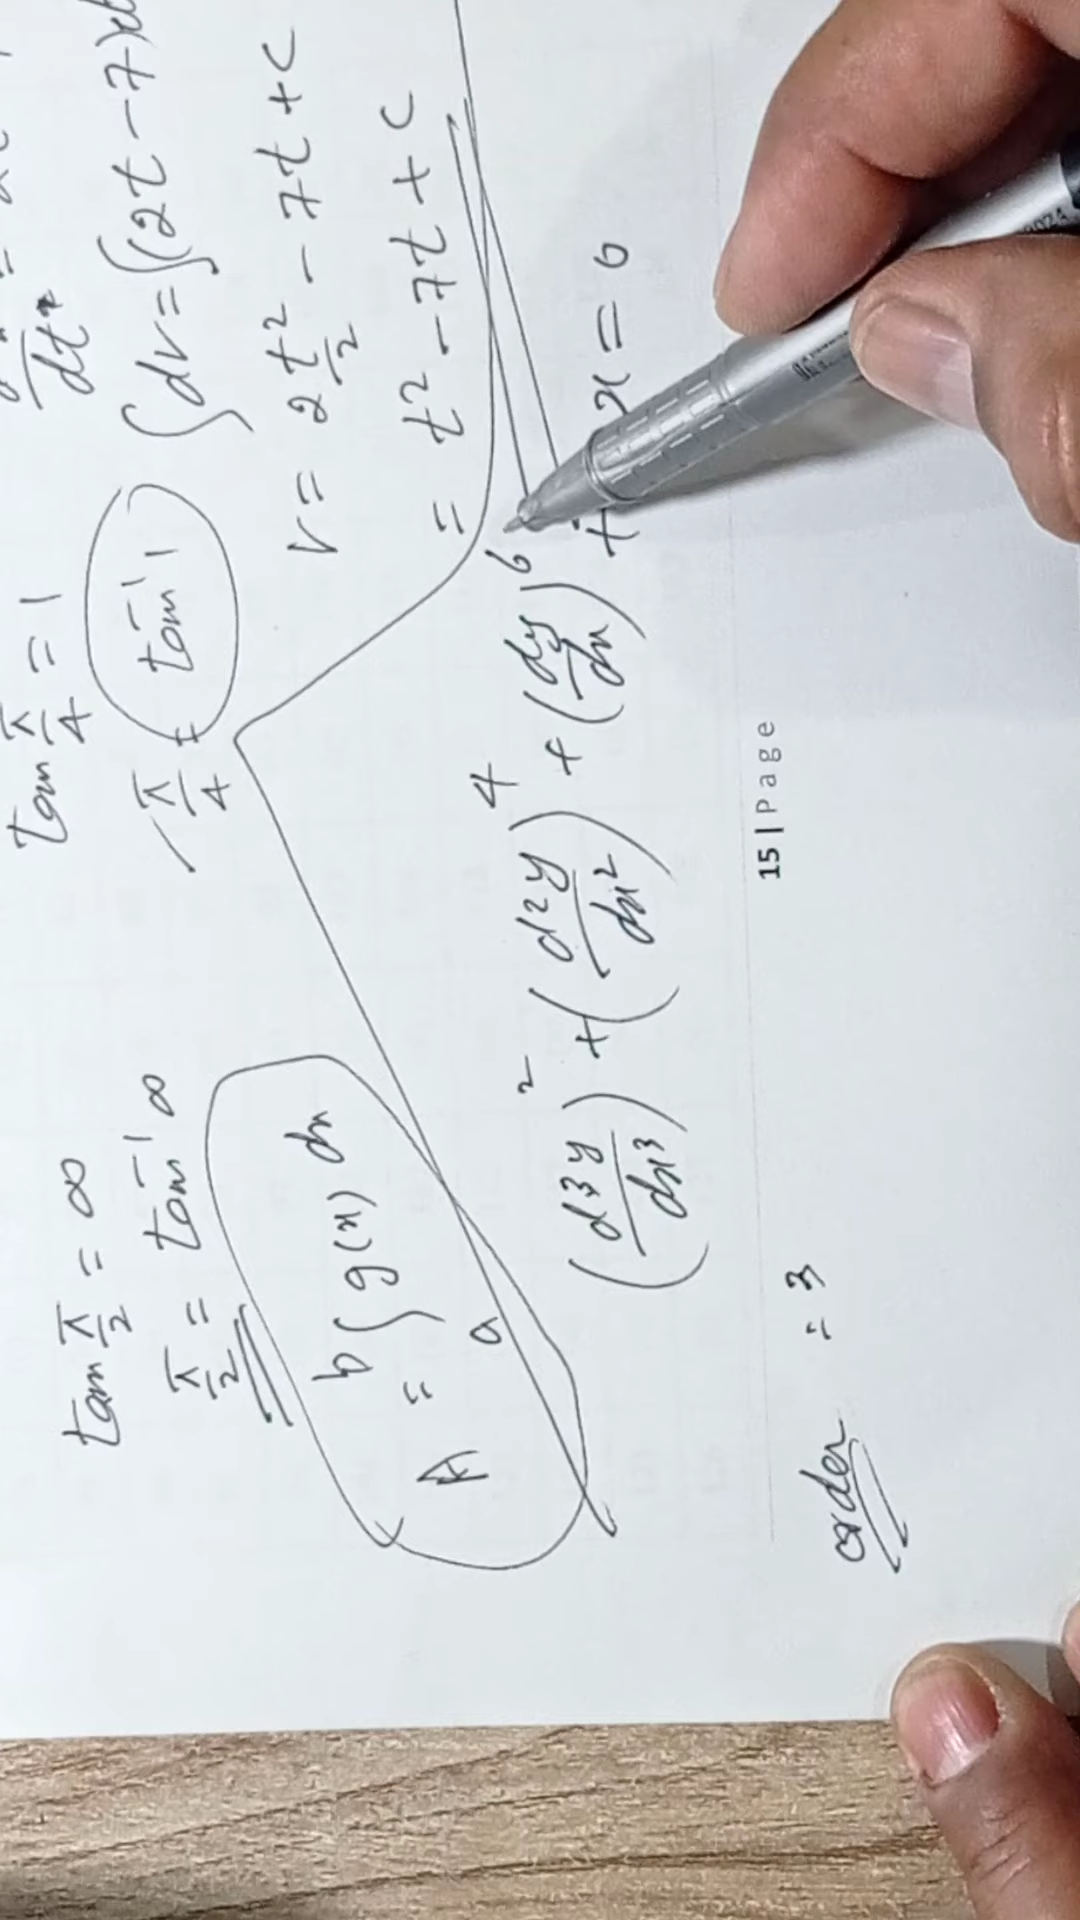 tan π/4 = 1
π/4 = tan⁻¹ 1
∫dv = ∫(2t - 7)d
v = 2 t²/2 - 7t + c
= t² - 7t + c
tan π/2 = ∞
π/2 = tan⁻¹ ∞
A = ∫ₐᵇ g(x) dx
(d³y/dx³)² + (d²y/dx²)⁴ + (dy/dx)⁶ + x = 0
15 | Page
order = 3